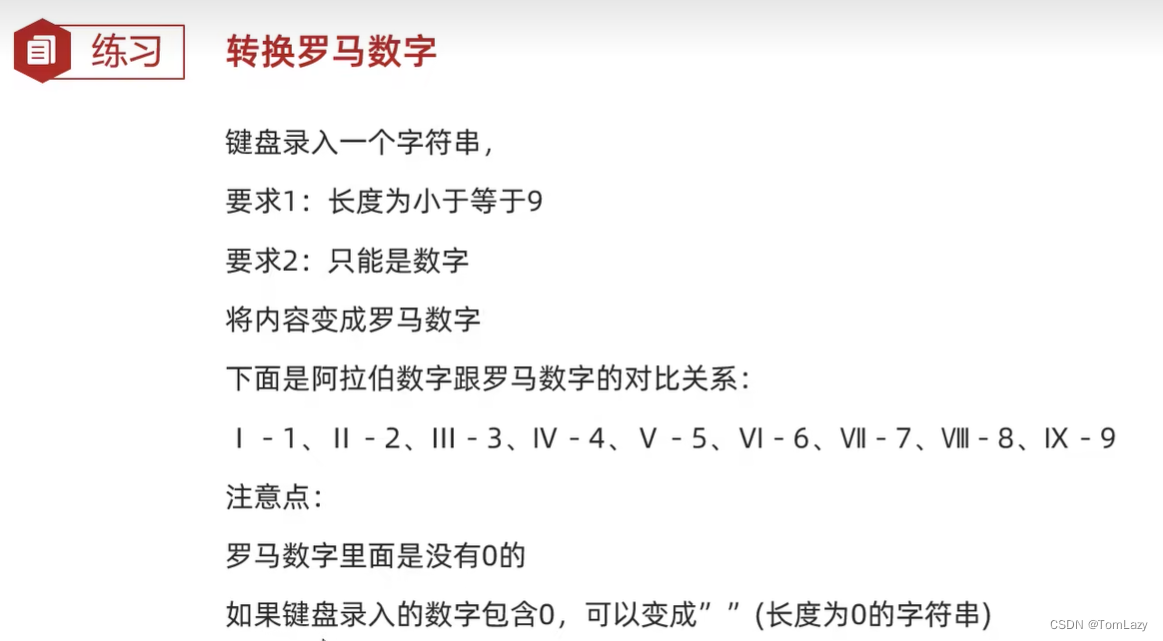 练习
转换罗马数字
键盘录入一个字符串，
要求1：长度为小于等于9
要求2：只能是数字
将内容变成罗马数字
下面是阿拉伯数字跟罗马数字的对比关系：
Ⅰ - 1、Ⅱ - 2、Ⅲ - 3、Ⅳ - 4、Ⅴ - 5、Ⅵ - 6、Ⅶ - 7、Ⅷ - 8、Ⅸ - 9
注意点：
罗马数字里面是没有0的
如果键盘录入的数字包含0，可以变成” ” (长度为0的字符串)
CSDN @TomLazy